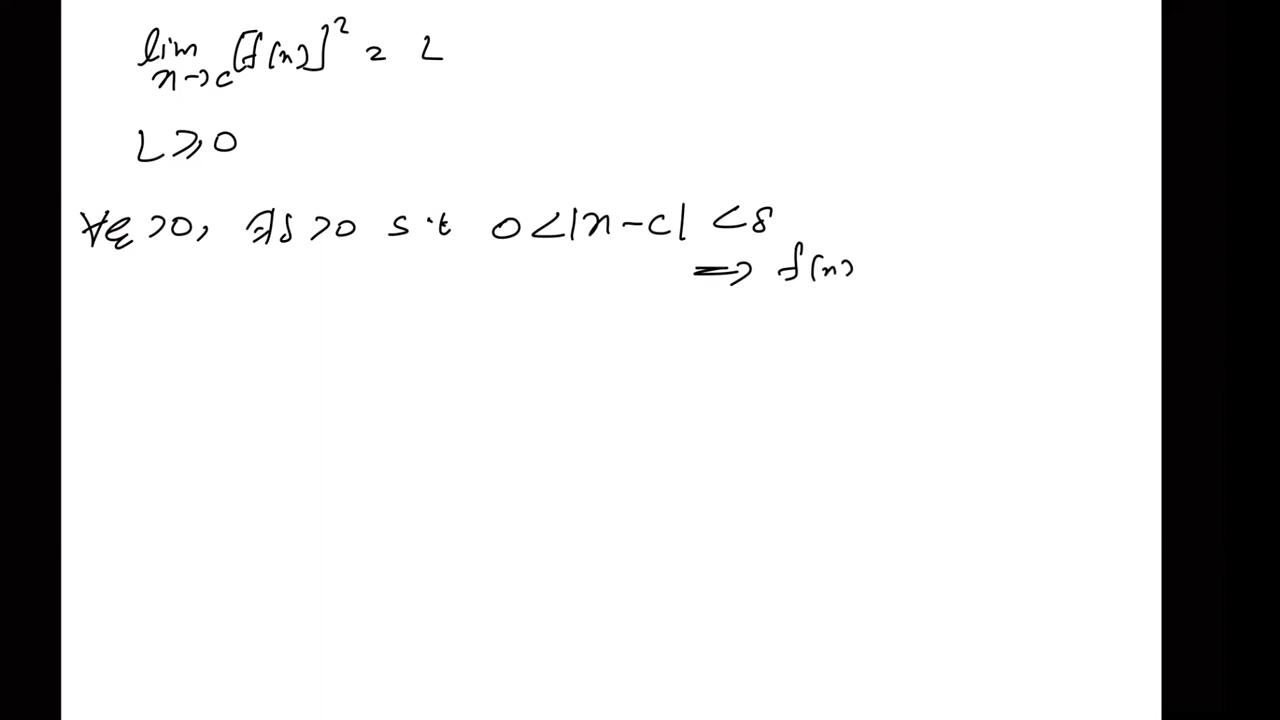 lim [f(x)]² = L
x→c
L ≥ 0
∀ε >0, ∃δ >0 s.t 0<|x-c| <δ
⟹ f(x)